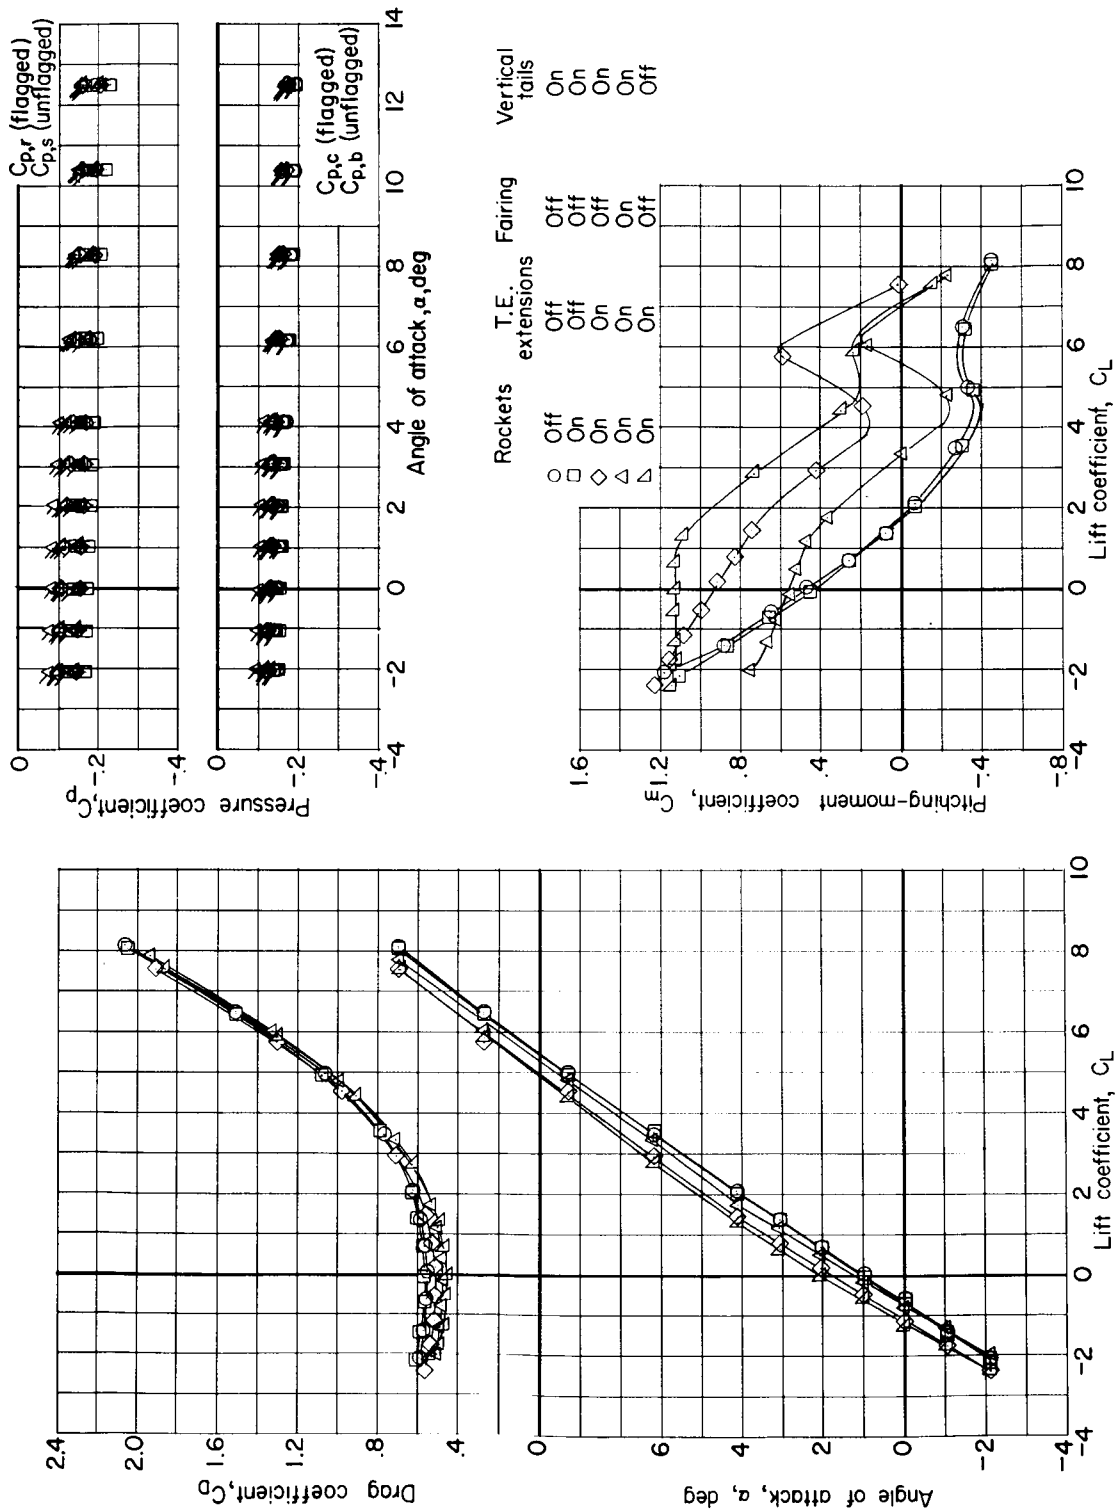 2.4
2.0
1.6
1.2
.8
.4
Drag coefficient, C_D
0
6
4
2
0
-2
Angle of attack, α, deg
-4 -2 0 2 4 6 8 10
Lift coefficient, C_L
C_p,r (flagged)
C_p,s (unflagged)
0
-.2
-.4
0
-.2
-.4
Pressure coefficient, C_p
C_p,c (flagged)
C_p,b (unflagged)
-4 -2 0 2 4 6 8 10 12 14
Angle of attack, α, deg
Rockets T.E. extensions Fairing Vertical tails
Off Off Off On
On Off Off On
On On Off On
On On On On
On On Off Off
1.6
1.2
.8
.4
0
-.4
-.8
Pitching-moment coefficient, C_m
-4 -2 0 2 4 6 8 10
Lift coefficient, C_L